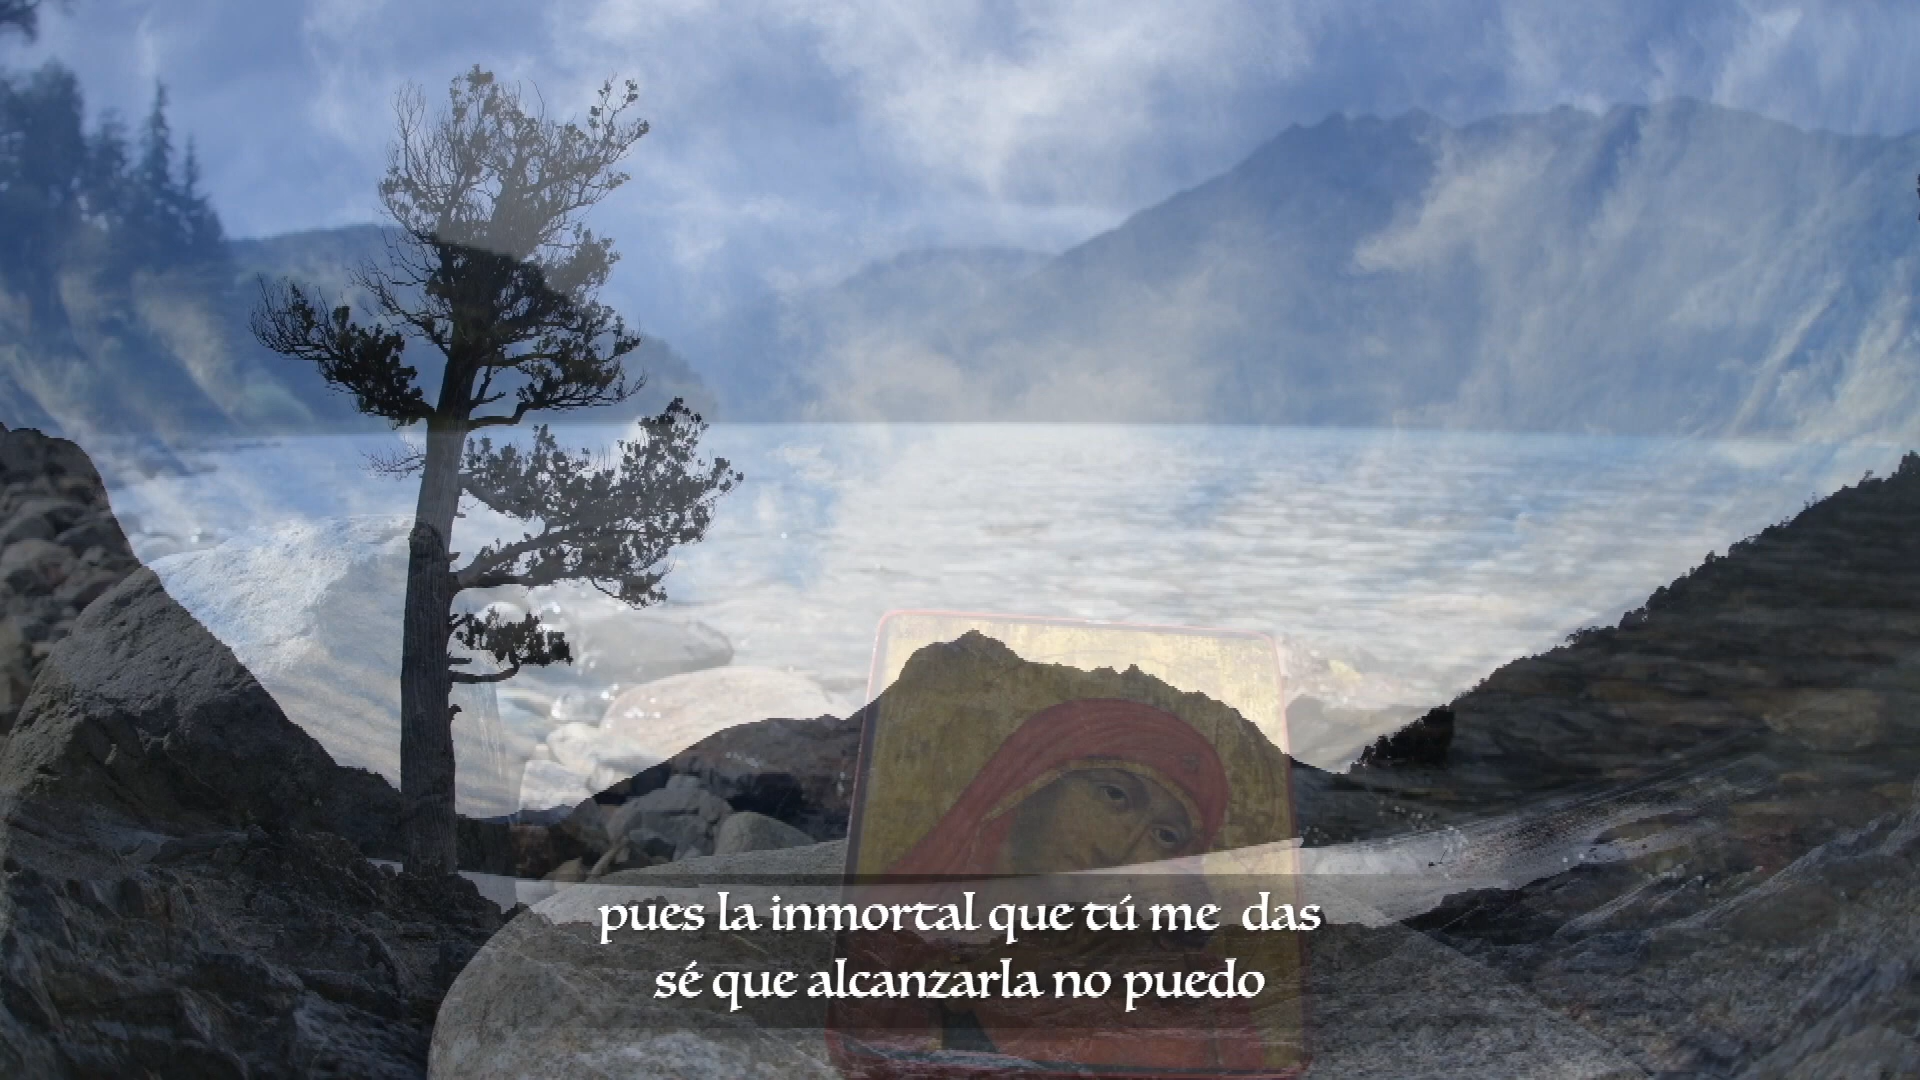 pues la inmortal que tú me das
sé que alcanzarla no puedo